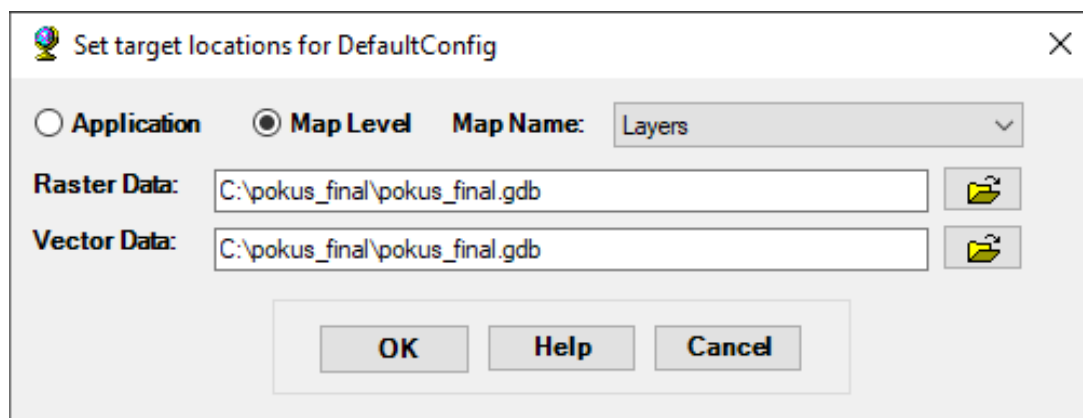 Set target locations for DefaultConfig
Application Map Level Map Name: Layers
Raster Data: C:\pokus_final\pokus_final.gdb
Vector Data: C:\pokus_final\pokus_final.gdb
OK Help Cancel